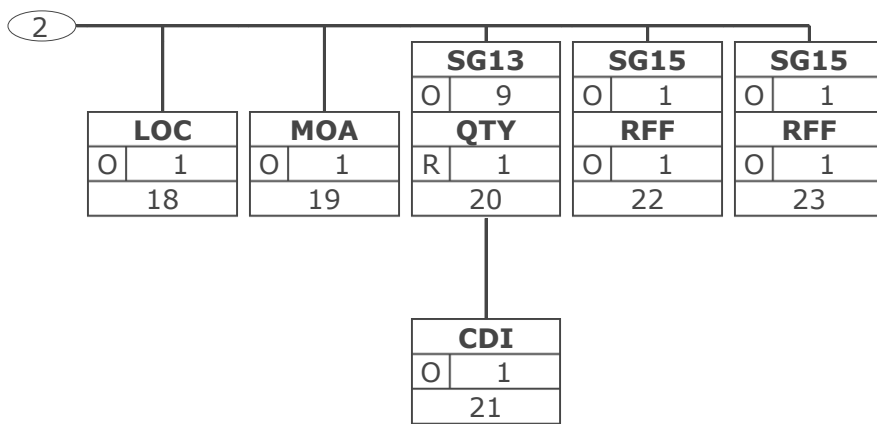 2
SG13 SG15 SG15
O 9 O 1 O 1
LOC MOA QTY RFF RFF
O 1 O 1 R 1 O 1 O 1
18 19 20 22 23
CDI
O 1
21